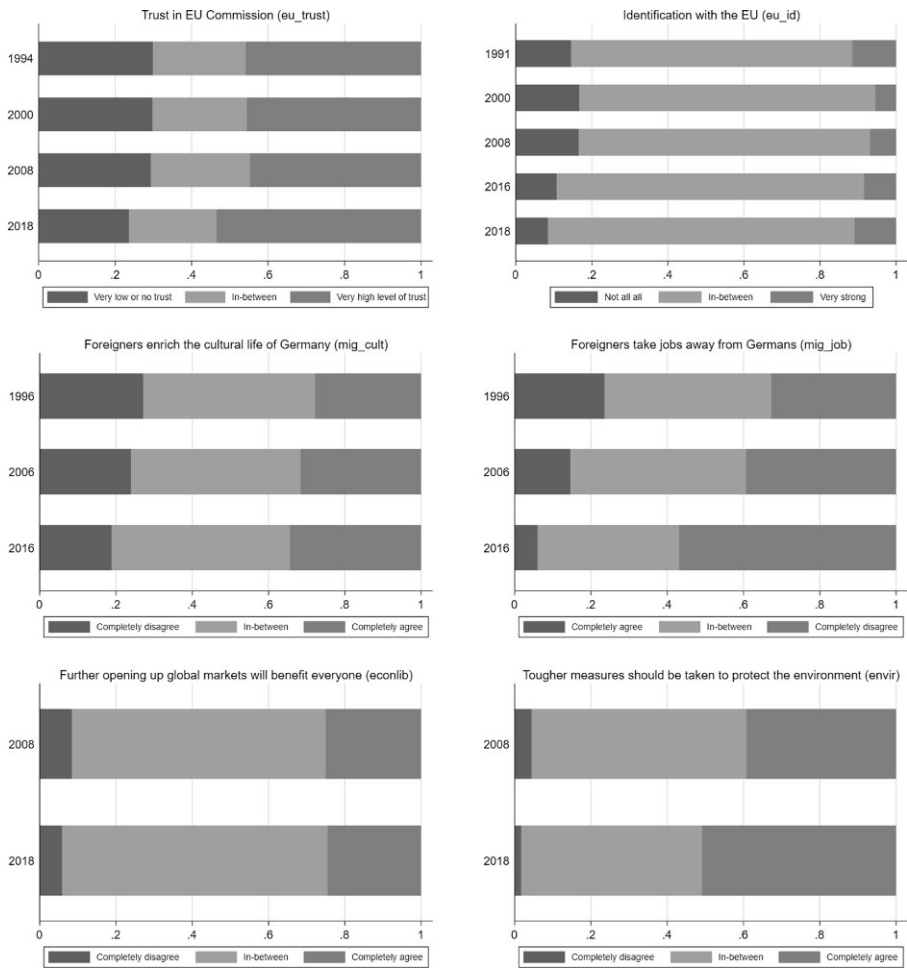 Trust in EU Commission (eu_trust)
1994
2000
2008
2018
0 .2 .4 .6 .8 1
Very low or no trust In-between Very high level of trust
Identification with the EU (eu_id)
1991
2000
2008
2016
2018
0 .2 .4 .6 .8 1
Not all all In-between Very strong
Foreigners enrich the cultural life of Germany (mig_cult)
1996
2006
2016
0 .2 .4 .6 .8 1
Completely disagree In-between Completely agree
Foreigners take jobs away from Germans (mig_job)
1996
2006
2016
0 .2 .4 .6 .8 1
Completely agree In-between Completely disagree
Further opening up global markets will benefit everyone (econlib)
2008
2018
0 .2 .4 .6 .8 1
Completely disagree In-between Completely agree
Tougher measures should be taken to protect the environment (envir)
2008
2018
0 .2 .4 .6 .8 1
Completely disagree In-between Completely agree